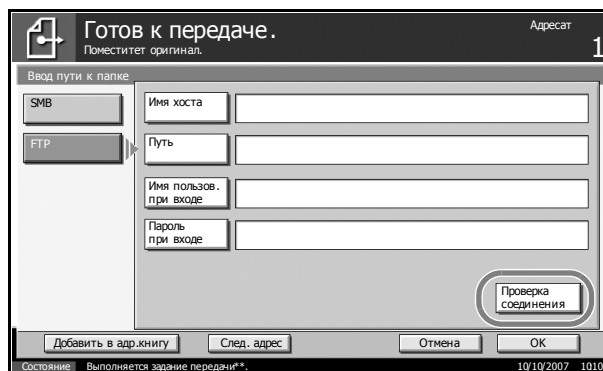 Готов к передаче.
Поместитет оригинал.
Адресат
1
Ввод пути к папке
SMB
FTP
Имя хоста
Путь
Имя пользов.
при входе
Пароль
при входе
Проверка
соединения
Добавить в адр.книгу
След. адрес
Отмена
OK
Состояние
Выполняется задание передачи**.
10/10/2007 1010